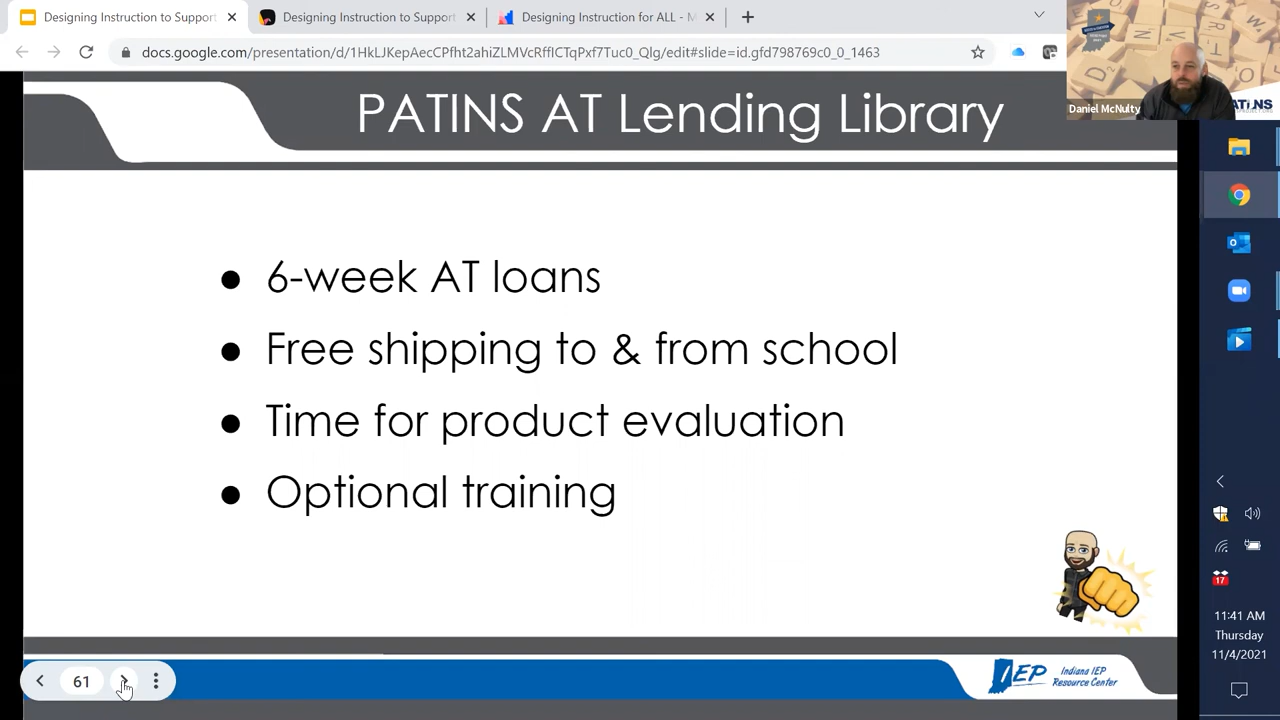 Designing Instruction to Support
Designing Instruction to Support
Designing Instruction for ALL - M
docs.google.com/presentation/d/1HkLJKepAecCPfht2ahiZLMVcRfflCTqPxf7Tuc0_Qlg/edit#slide=id.gfd798769c0_0_1463
Daniel McNulty
PATINS AT Lending Library
● 6-week AT loans
● Free shipping to & from school
● Time for product evaluation
● Optional training
61
IEP
Indiana IEP
Resource Center
17
11:41 AM
Thursday
11/4/2021